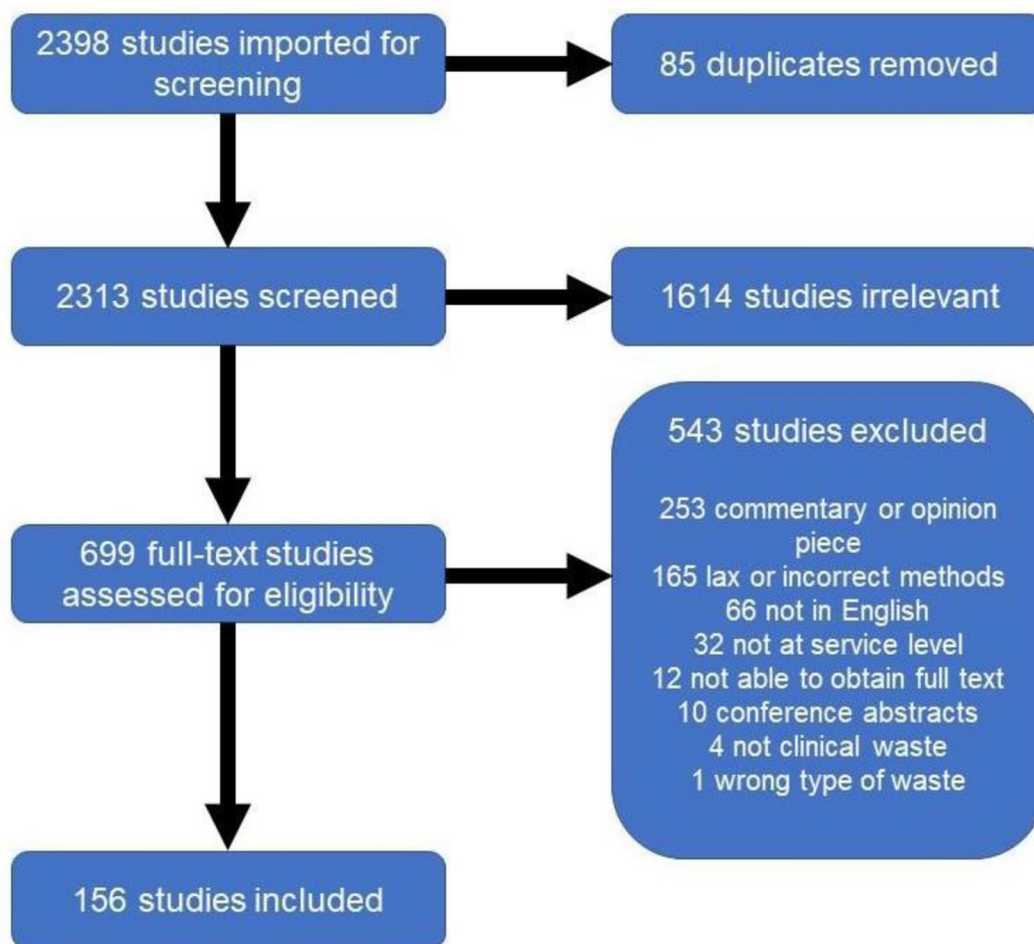 2398 studies imported for
screening
85 duplicates removed
2313 studies screened
1614 studies irrelevant
699 full-text studies
assessed for eligibility
543 studies excluded
253 commentary or opinion
piece
165 lax or incorrect methods
66 not in English
32 not at service level
12 not able to obtain full text
10 conference abstracts
4 not clinical waste
1 wrong type of waste
156 studies included